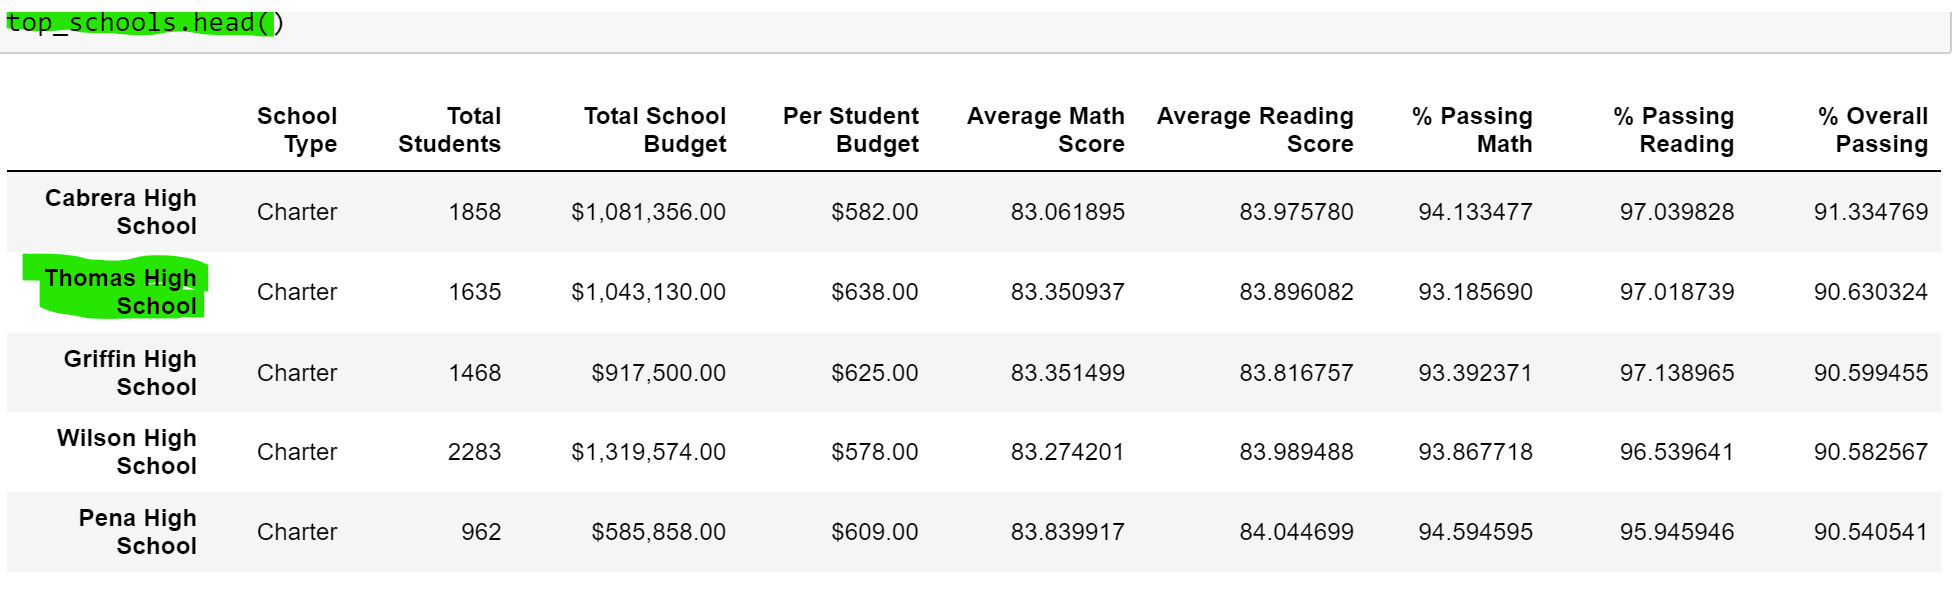 top_schools.head()
School Type Total Students Total School Budget Per Student Budget Average Math Score Average Reading Score % Passing Math % Passing Reading % Overall Passing
Cabrera High School Charter 1858 $1,081,356.00 $582.00 83.061895 83.975780 94.133477 97.039828 91.334769
Thomas High School Charter 1635 $1,043,130.00 $638.00 83.350937 83.896082 93.185690 97.018739 90.630324
Griffin High School Charter 1468 $917,500.00 $625.00 83.351499 83.816757 93.392371 97.138965 90.599455
Wilson High School Charter 2283 $1,319,574.00 $578.00 83.274201 83.989488 93.867718 96.539641 90.582567
Pena High School Charter 962 $585,858.00 $609.00 83.839917 84.044699 94.594595 95.945946 90.540541